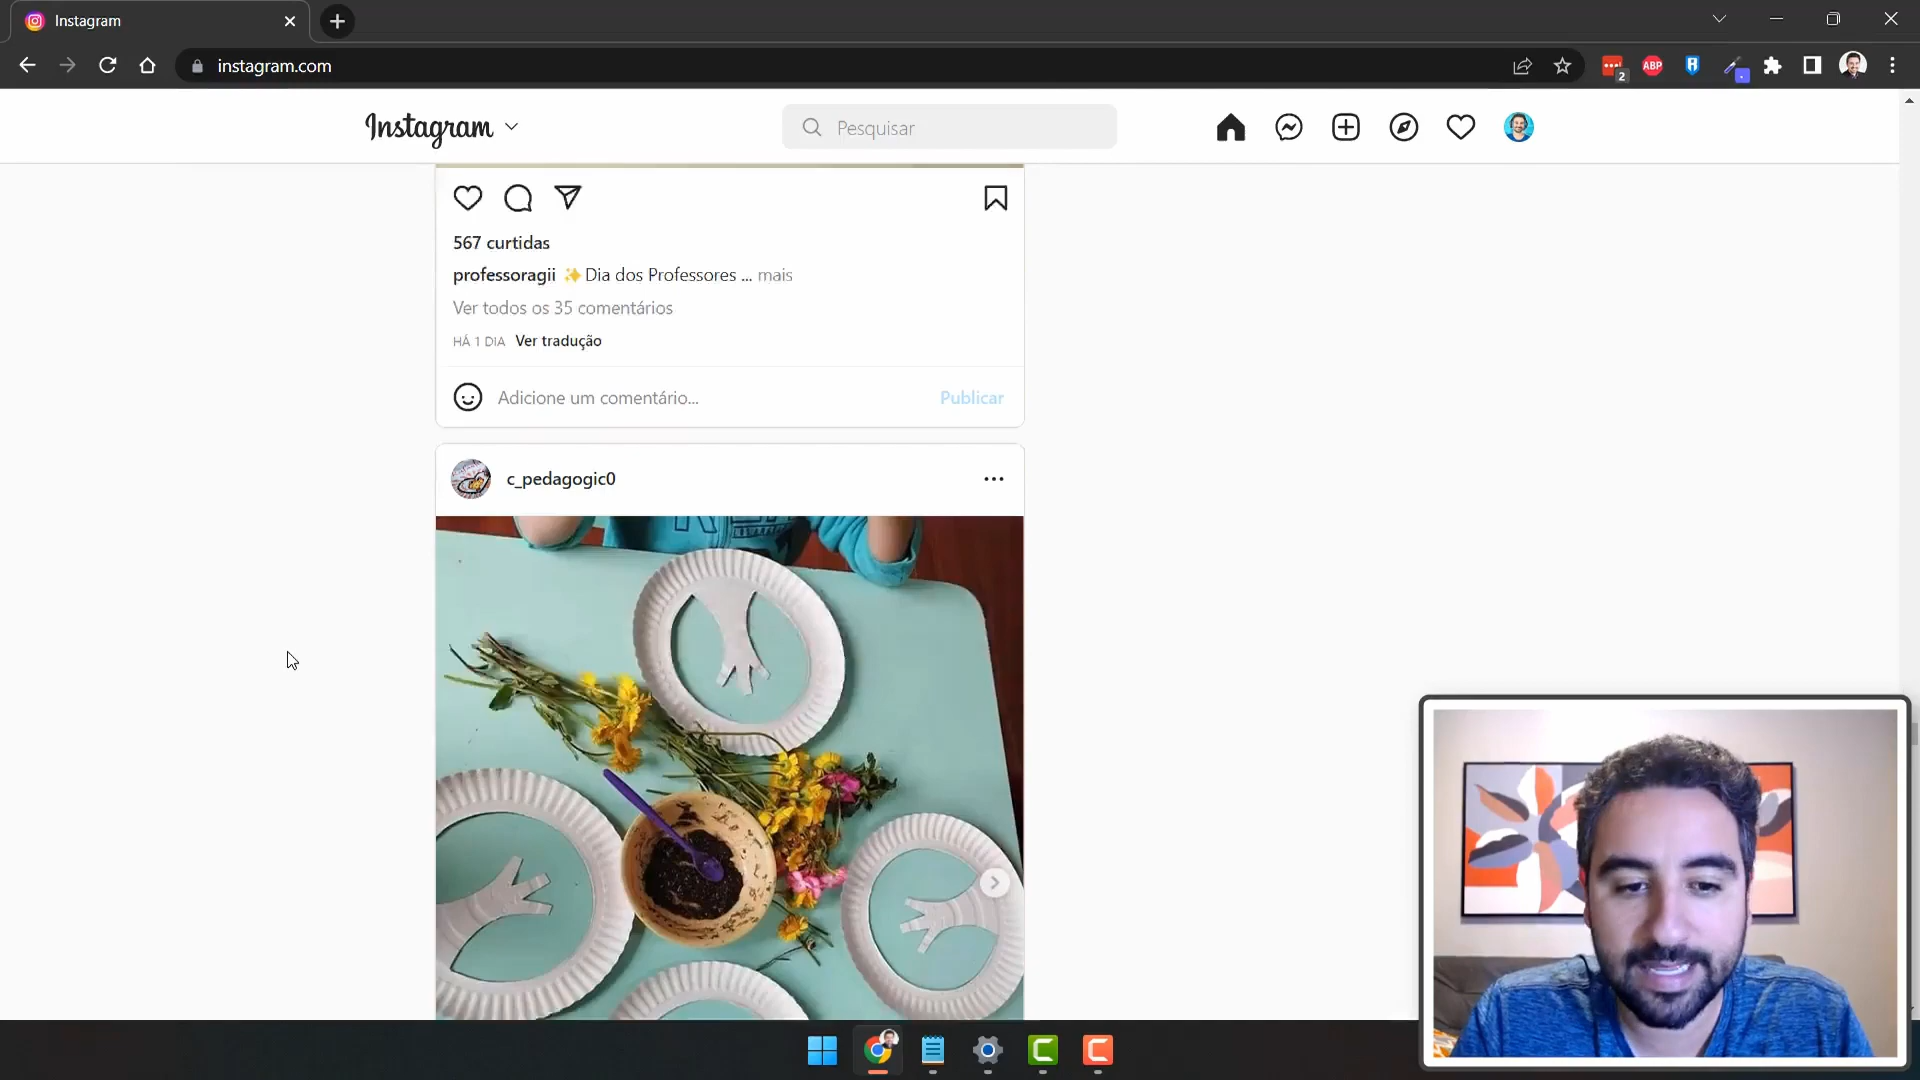 Instagram
instagram.com
2
ABP
Instagram
Pesquisar
567 curtidas
professoragii ✨Dia dos Professores ... mais
Ver todos os 35 comentários
HÁ 1 DIA Ver tradução
Adicione um comentário...
Publicar
c_pedagogic0